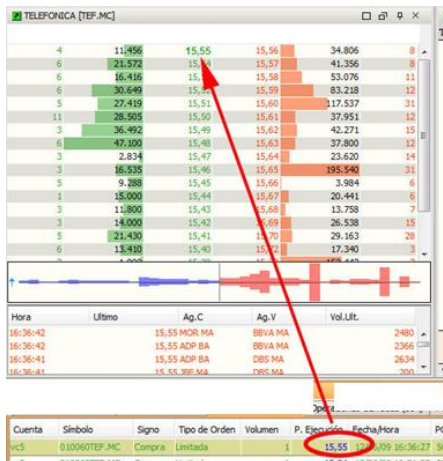 TELEFONICA [TEF.MC]
4 11,456 15,55 15,56 34.806 8
6 21.572 15,57 41.356 8
6 16.416 15,58 53.076 11
6 30.649 15,59 83.218 12
5 27.419 15,51 15,60 117.537 31
11 28.505 15,50 15,61 37.951 12
3 36.492 15,49 15,62 42.271 15
6 47.100 15,48 15,63 37.800 12
3 2.834 15,47 15,64 23.620 14
3 16.535 15,46 15,65 195.540 31
5 9.288 15,45 15,66 3.984 6
1 15.000 15,44 15,67 20.441 6
3 11.800 15,43 15,68 13.758 7
3 14.000 15,42 15,69 26.538 15
5 21.430 15,41 15,70 29.163 28
6 13.410 15,40 17.340 3
Hora Ultimo Ag.C Ag.V Vol.Ult.
16:36:42 15,55 MOR MA BBVA MA 2480
16:36:42 15,55 ADP BA BBVA MA 2366
16:36:41 15,55 ADP BA DBS MA 2634
16:36:41 15,55 DBS MA 200
Cuenta Símbolo Signo Tipo de Orden Volumen P. Ejecución Fecha/Hora
vc5 010060TEF.MC Compra Limitada 1 15,55 16:36:27